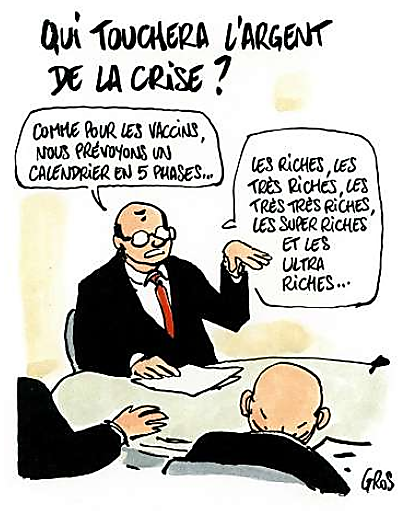 QUI TOUCHERA L'ARGENT
DE LA CRISE ?
COMME POUR LES VACCINS,
NOUS PRÉVOYONS UN
CALENDRIER EN 5 PHASES...
LES RICHES, LES
TRÈS RICHES, LES
TRÈS TRÈS RICHES,
LES SUPER RICHES
ET LES
ULTRA
RICHES...
GROS